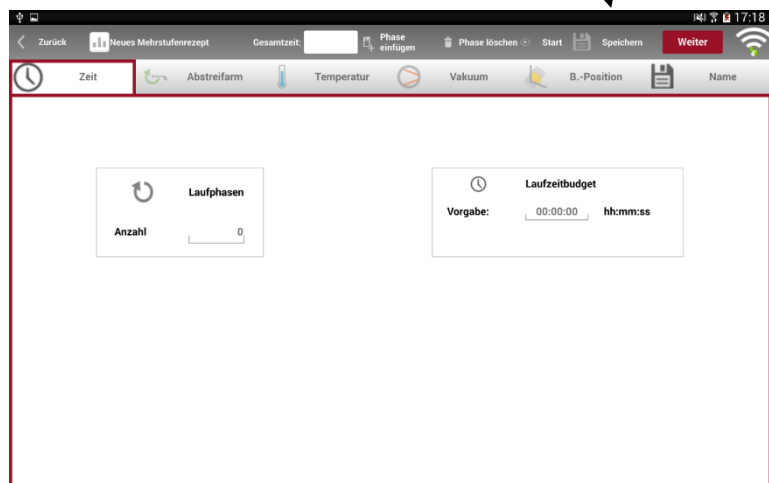 17:18
Zurück Neues Mehrstufenrezept Gesamtzeit: Phase einfügen Phase löschen Start Speichern Weiter
Zeit Abstreifarm Temperatur Vakuum B.-Position Name
Laufphasen
Anzahl 0
Laufzeitbudget
Vorgabe: 00:00:00 hh:mm:ss